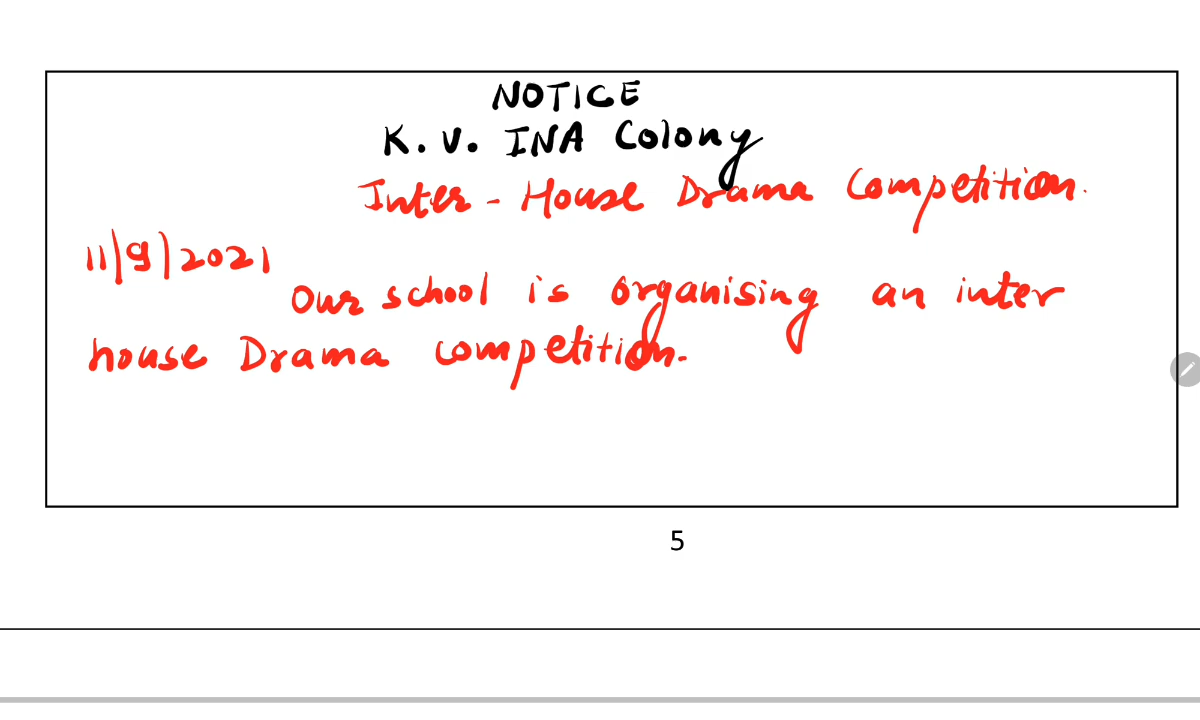 NOTICE
K. V. INA Colony
Inter - House Drama Competition.
11/9/2021
Our school is organising an inter
house Drama competition.
5